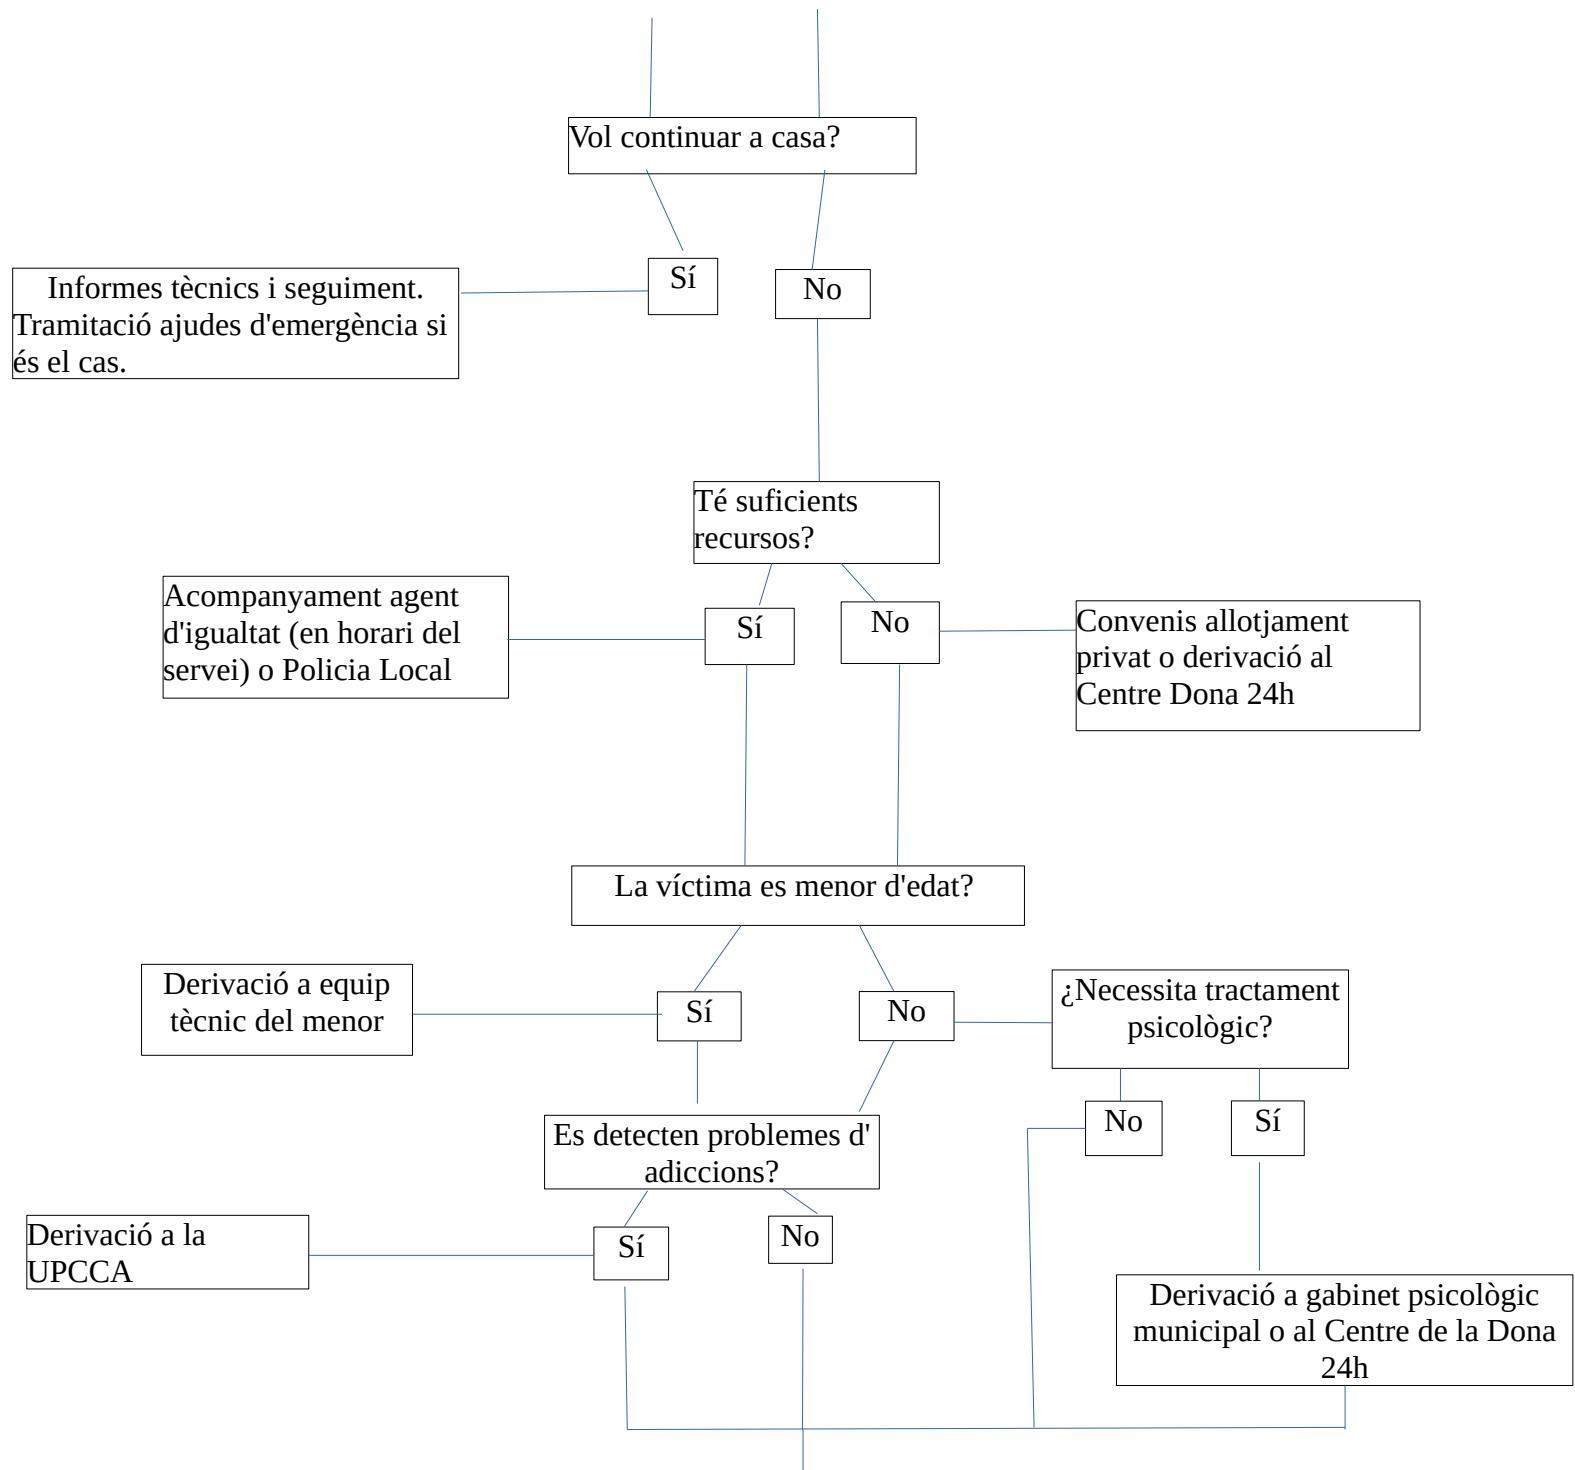 Vol continuar a casa?
Sí
No
Informes tècnics i seguiment.
Tramitació ajudes d'emergència si
és el cas.
Té suficients
recursos?
Acompanyament agent
d'igualtat (en horari del
servei) o Policia Local
Sí
No
Convenis allotjament
privat o derivació al
Centre Dona 24h
La víctima es menor d'edat?
Derivació a equip
tècnic del menor
Sí
No
¿Necessita tractament
psicològic?
No
Sí
Es detecten problemes d'
adiccions?
Derivació a la
UPCCA
Sí
No
Derivació a gabinet psicològic
municipal o al Centre de la Dona
24h